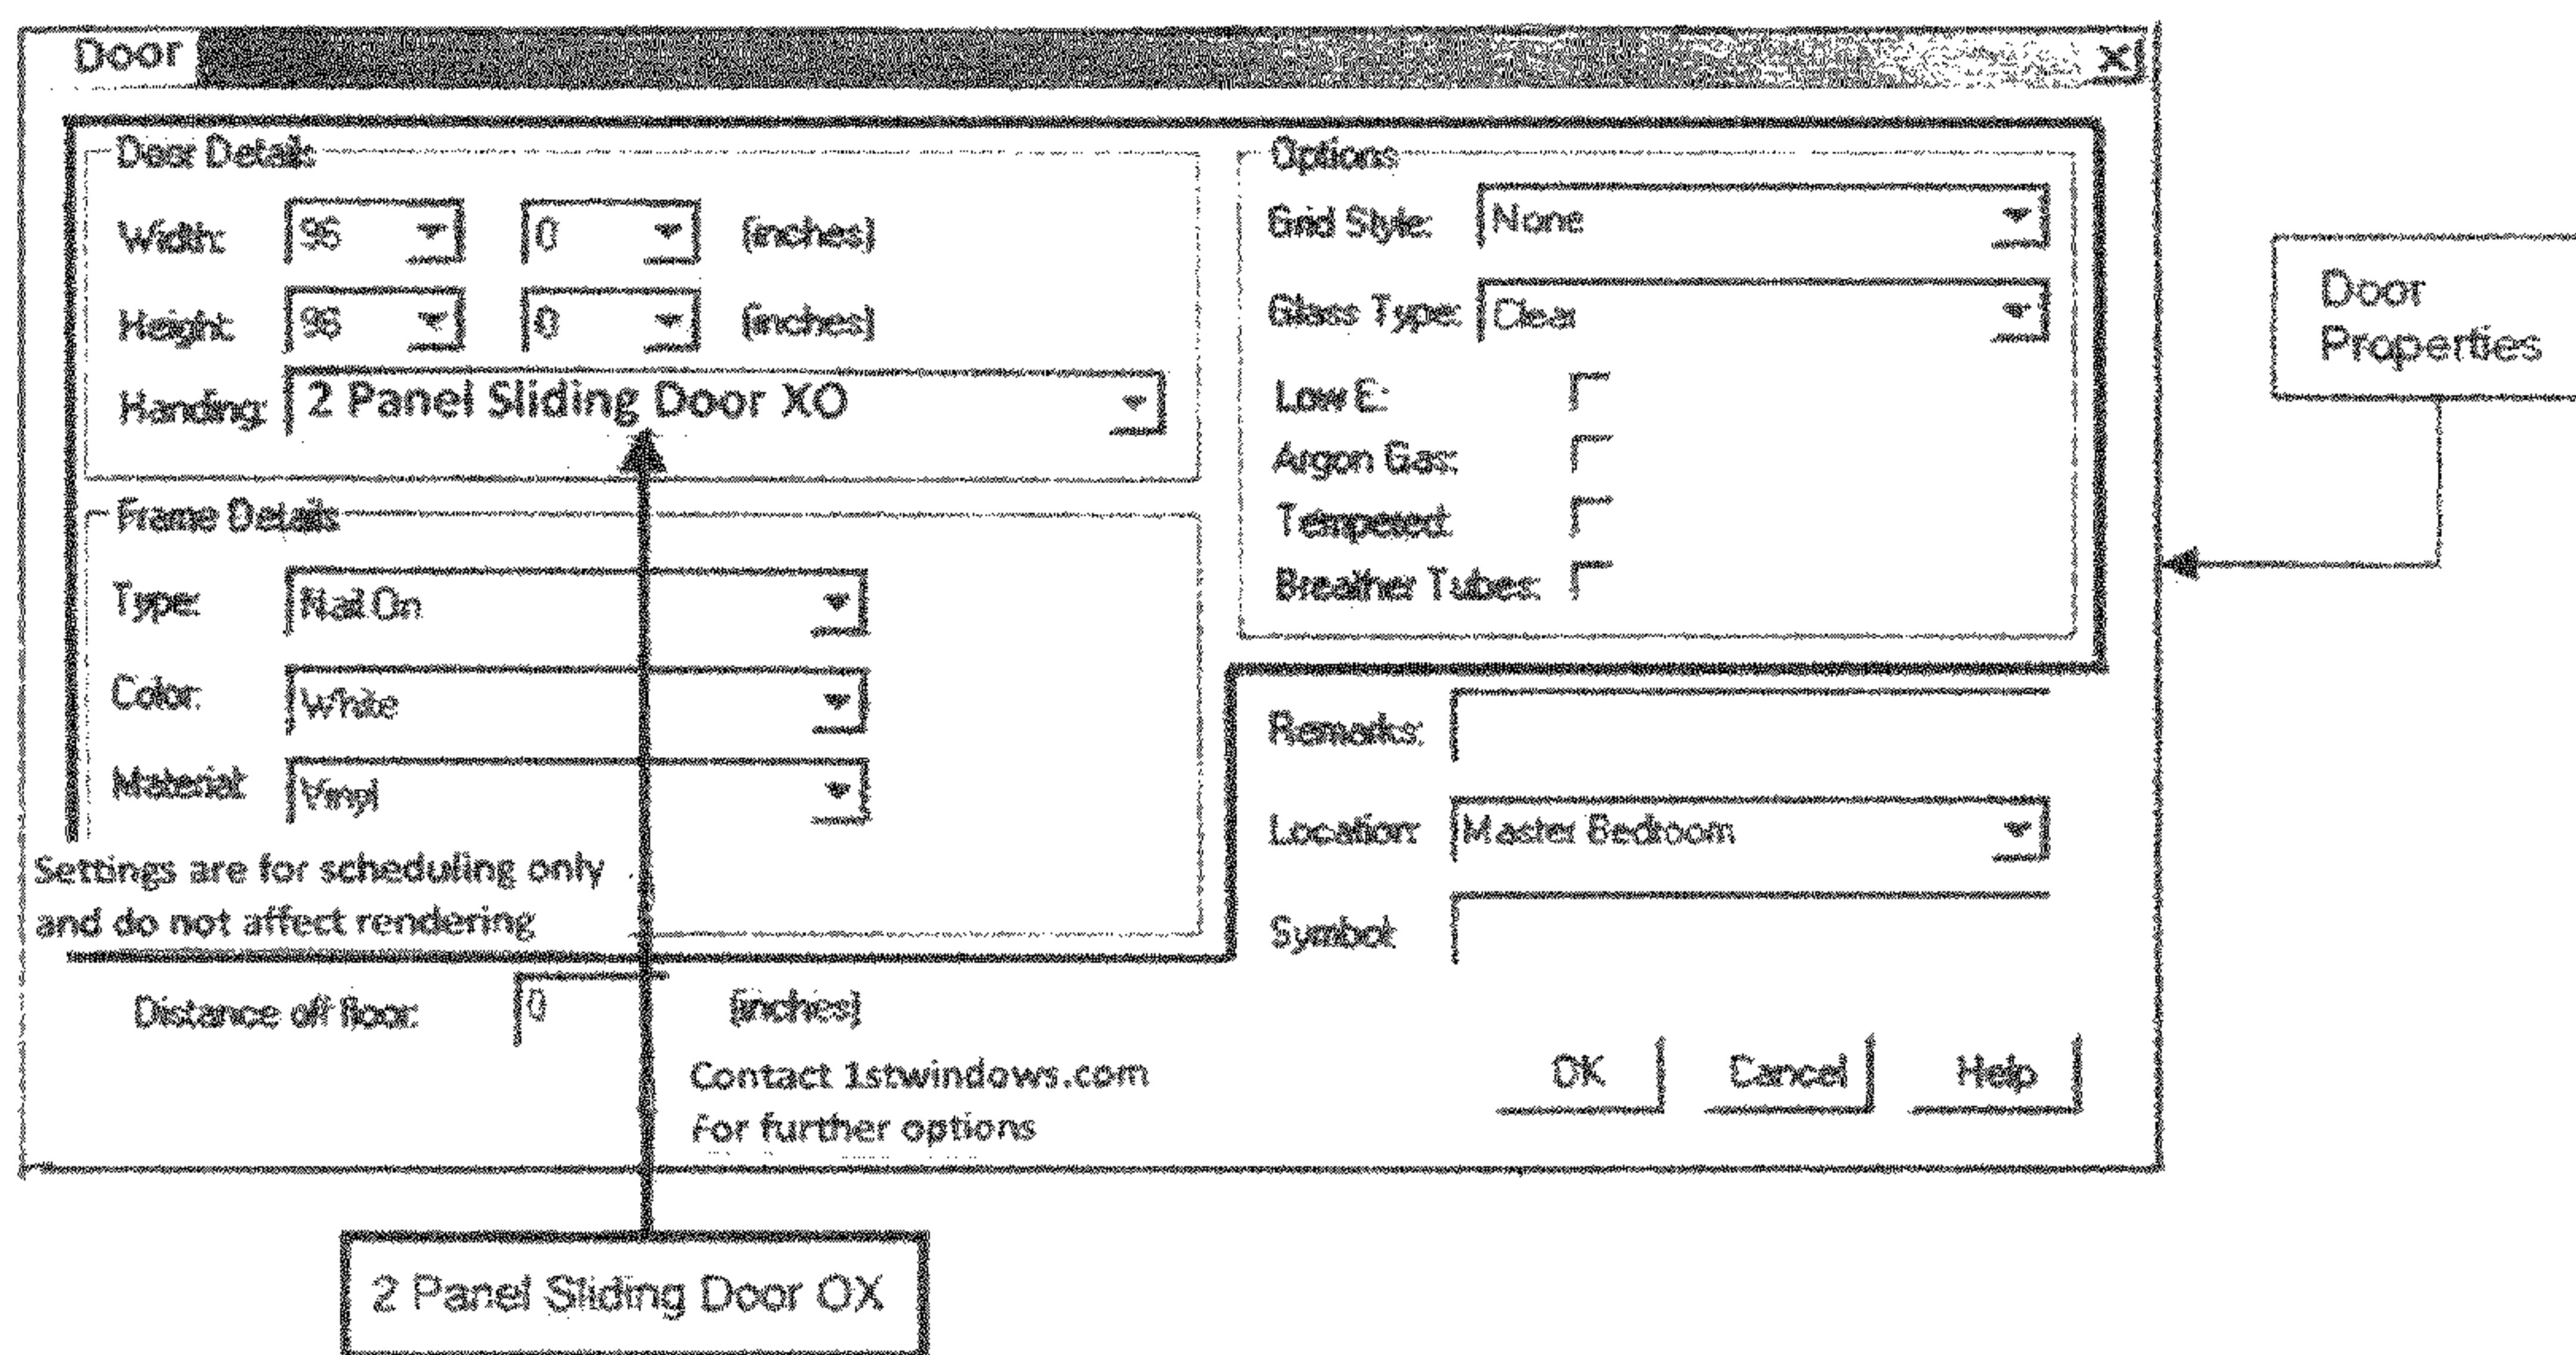 Door
X
Door Details
Width: 96 0 (inches)
Height: 96 0 (inches)
Handing: 2 Panel Sliding Door XO
Frame Details
Type: Nail On
Color: White
Material: Vinyl
Settings are for scheduling only
and do not affect rendering
Distance off floor: 0 (inches)
Contact 1stwindows.com
For further options
Options
Grid Style: None
Glass Type: Clear
Low E:
Argon Gas:
Tempered:
Breather Tubes:
Remarks:
Location: Master Bedroom
Symbol:
OK Cancel Help
Door
Properties
2 Panel Sliding Door OX